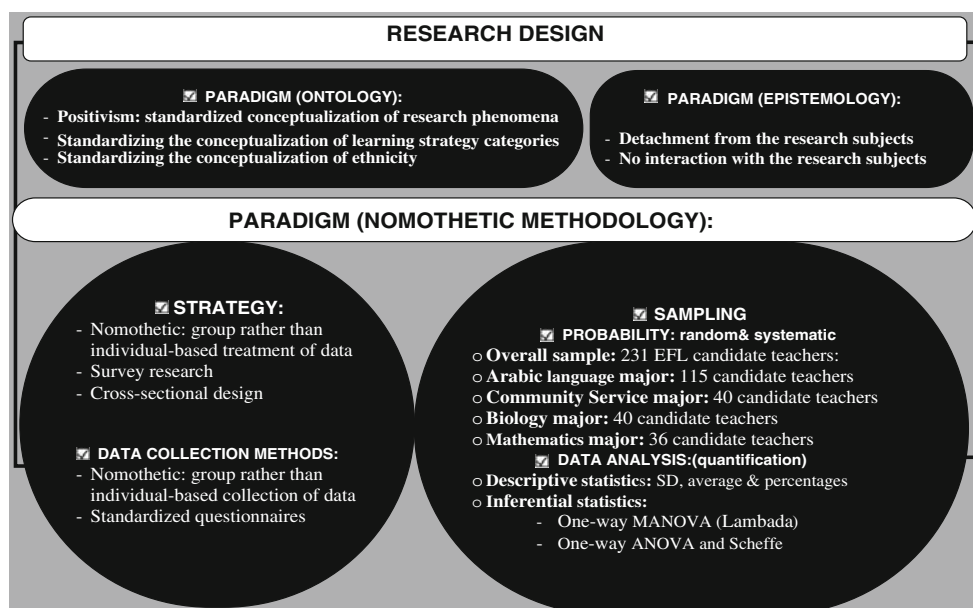 RESEARCH DESIGN
PARADIGM (ONTOLOGY):
- Positivism: standardized conceptualization of research phenomena
- Standardizing the conceptualization of learning strategy categories
- Standardizing the conceptualization of ethnicity
PARADIGM (EPISTEMOLOGY):
- Detachment from the research subjects
- No interaction with the research subjects
PARADIGM (NOMOTHETIC METHODOLOGY):
STRATEGY:
- Nomothetic: group rather than
individual-based treatment of data
- Survey research
- Cross-sectional design
DATA COLLECTION METHODS:
- Nomothetic: group rather than
individual-based collection of data
- Standardized questionnaires
SAMPLING
PROBABILITY: random& systematic
o Overall sample: 231 EFL candidate teachers:
o Arabic language major: 115 candidate teachers
o Community Service major: 40 candidate teachers
o Biology major: 40 candidate teachers
o Mathematics major: 36 candidate teachers
DATA ANALYSIS:(quantification)
o Descriptive statistics: SD, average & percentages
o Inferential statistics:
- One-way MANOVA (Lambada)
- One-way ANOVA and Scheffe